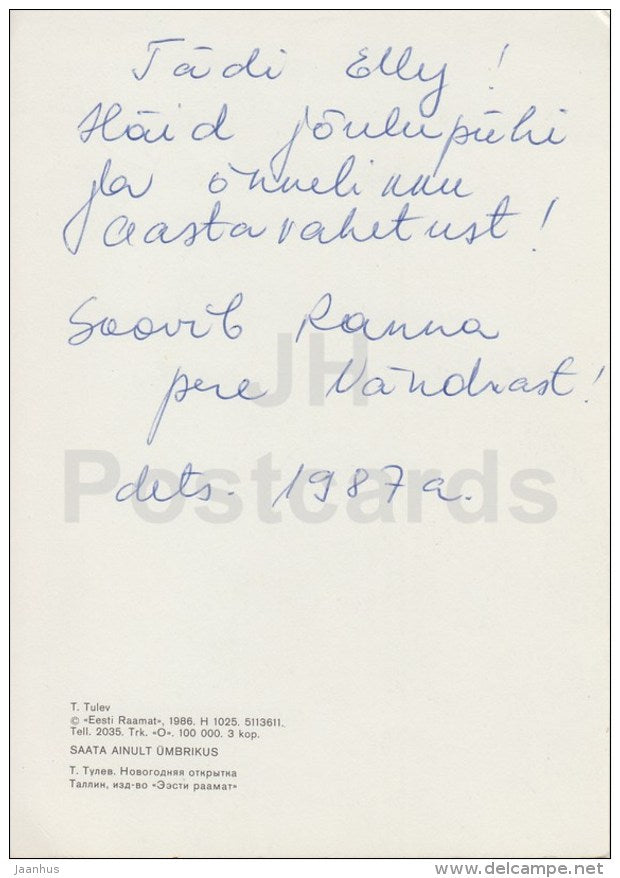 Tädi Elly!
Häid jõulupühi
ja õnnelikku
aastavahetust!
Soovib Ranna
pere Vändrast!
dets. 1987a.
JH
Postcards
T. Tulev
© «Eesti Raamat», 1986. H 1025. 5113611.
Tell. 2035. Trk. «O». 100 000. 3 kop.
SAATA AINULT ÜMBRIKUS
Т. Тулев. Новогодняя открытка
Таллин, изд-во «Ээсти раамат»
jaanhus
www.delcampe.net